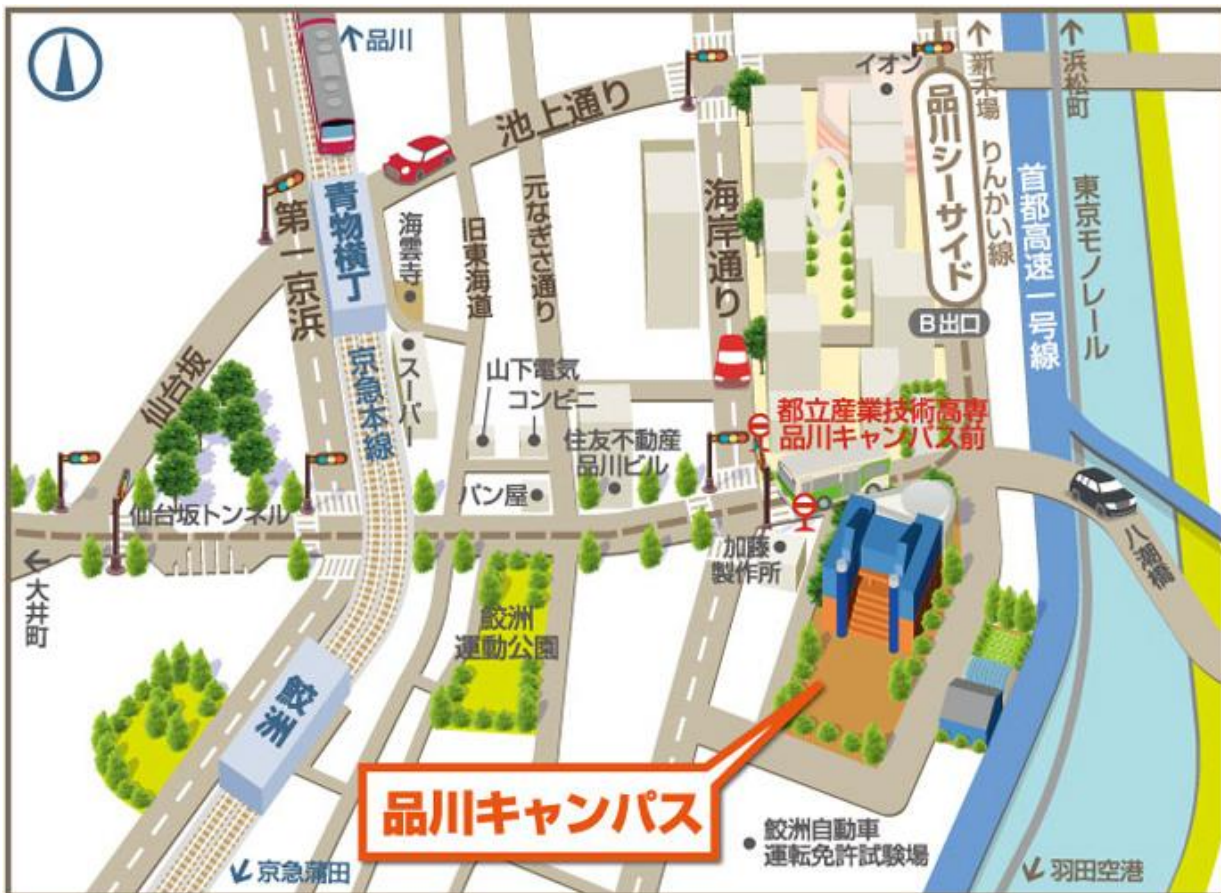 品川
池上通り
イオン
新木場
浜松町
品川シーサイド
りんかい線
首都高速一号線
東京モノレール
青物横丁
第一京浜
海雲寺
旧東海道
元なぎさ通り
海岸通り
B出口
仙台坂
京急本線
スーパー
山下電気
コンビニ
住友不動産
品川ビル
都立産業技術高専
品川キャンパス前
パン屋
仙台坂トンネル
加藤
製作所
八潮橋
大井町
鮫洲
運動公園
鮫洲
品川キャンパス
鮫洲自動車
運転免許試験場
京急蒲田
羽田空港